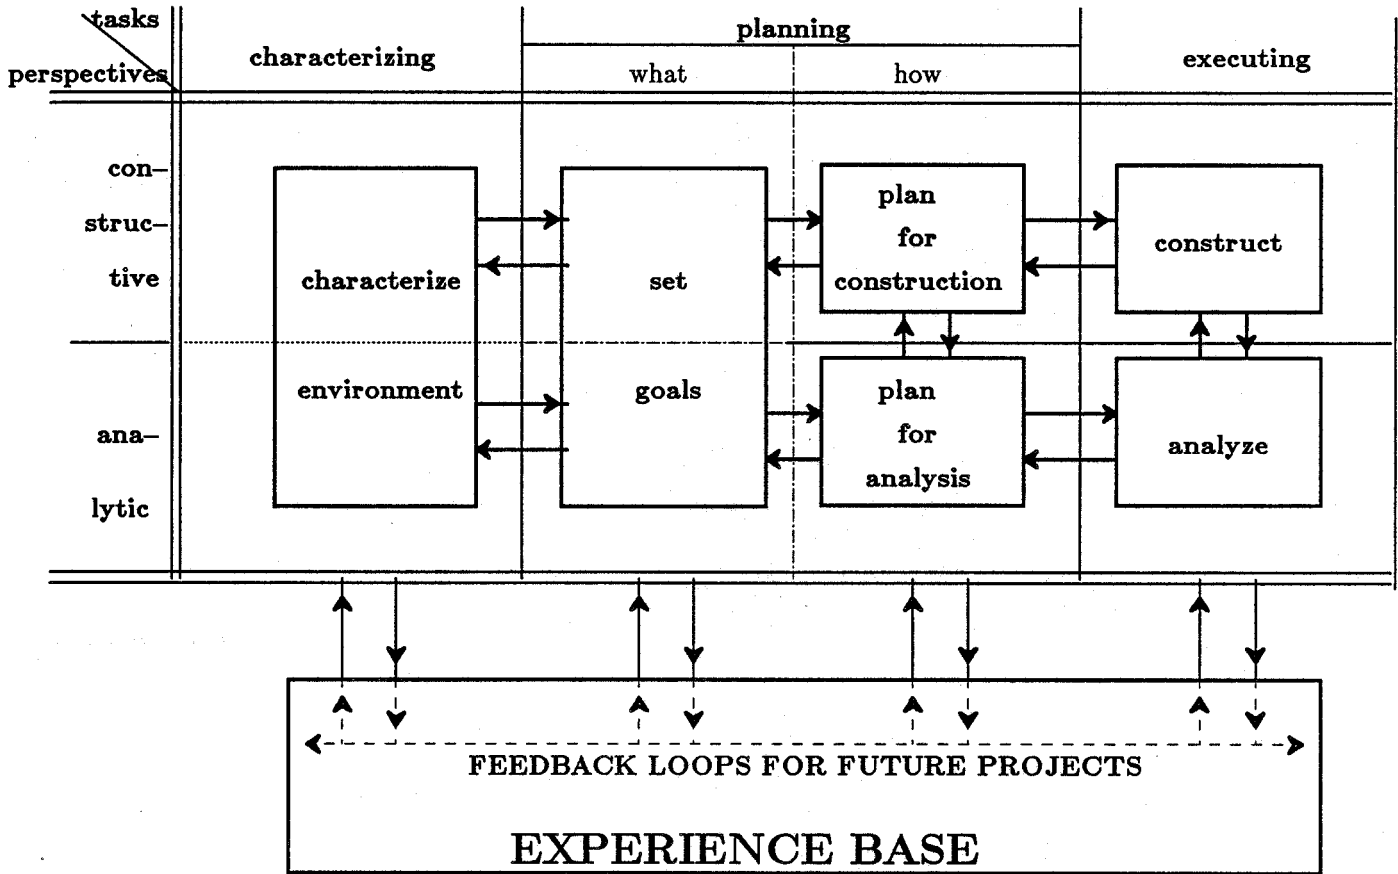 tasks
perspectives
characterizing
planning
what
how
executing
con–
struc–
tive
ana–
lytic
characterize
environment
set
goals
plan
for
construction
plan
for
analysis
construct
analyze
FEEDBACK LOOPS FOR FUTURE PROJECTS
EXPERIENCE BASE